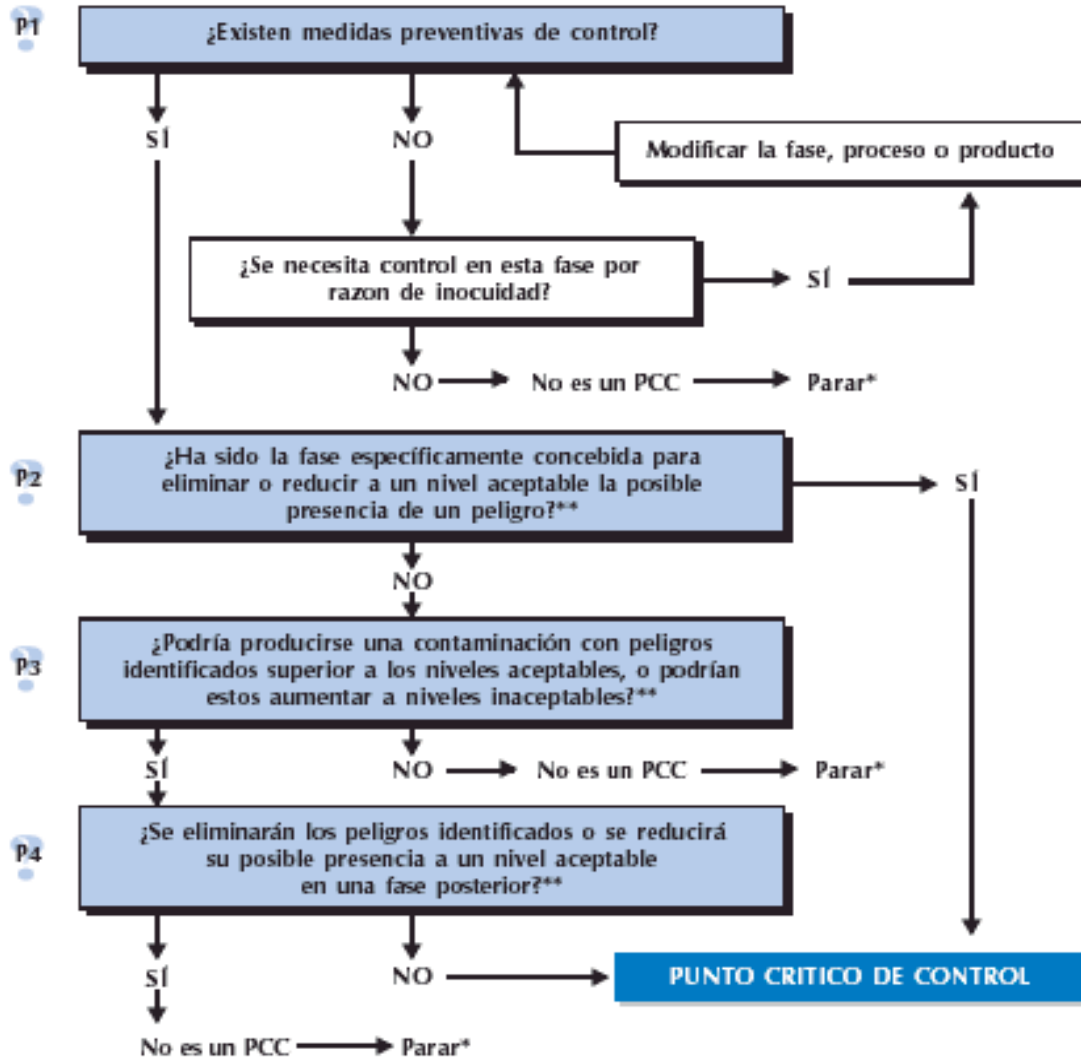 P1
¿Existen medidas preventivas de control?
SÍ
NO
Modificar la fase, proceso o producto
¿Se necesita control en esta fase por
razon de inocuidad?
SÍ
NO
No es un PCC
Parar*
P2
¿Ha sido la fase específicamente concebida para
eliminar o reducir a un nivel aceptable la posible
presencia de un peligro?**
SÍ
NO
P3
¿Podría producirse una contaminación con peligros
identificados superior a los niveles aceptables, o podrían
estos aumentar a niveles inaceptables?**
SÍ
NO
No es un PCC
Parar*
P4
¿Se eliminarán los peligros identificados o se reducirá
su posible presencia a un nivel aceptable
en una fase posterior?**
SÍ
NO
PUNTO CRITICO DE CONTROL
No es un PCC
Parar*